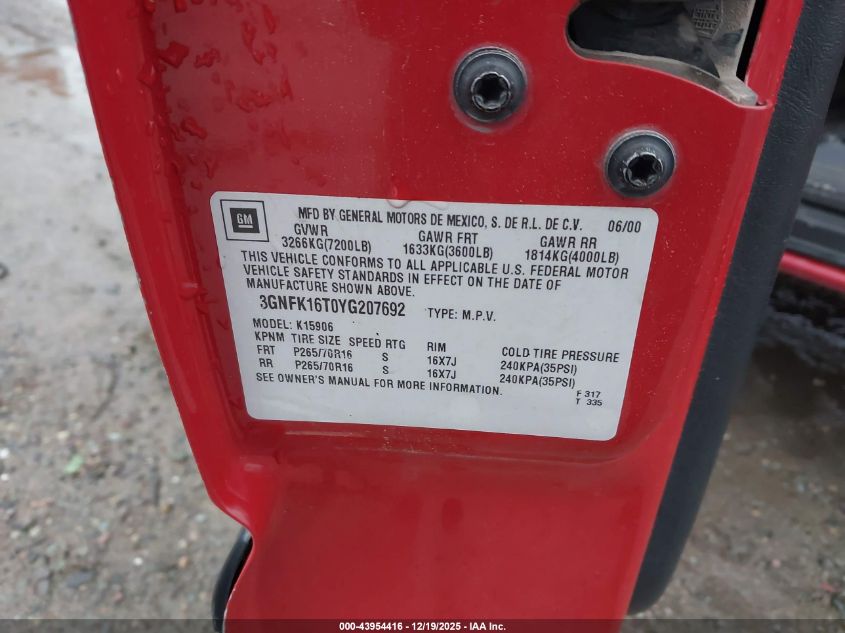 GM
MFD BY GENERAL MOTORS DE MEXICO, S. DE R.L. DE C.V. 06/00
GVWR GAWR FRT GAWR RR
3266KG(7200LB) 1633KG(3600LB) 1814KG(4000LB)
THIS VEHICLE CONFORMS TO ALL APPLICABLE U.S. FEDERAL MOTOR
VEHICLE SAFETY STANDARDS IN EFFECT ON THE DATE OF
MANUFACTURE SHOWN ABOVE.
3GNFK16T0YG207692 TYPE: M.P.V.
MODEL: K15906
KPNM TIRE SIZE SPEED RTG RIM COLD TIRE PRESSURE
FRT P265/70R16 S 16X7J 240KPA(35PSI)
RR P265/70R16 S 16X7J 240KPA(35PSI)
SEE OWNER'S MANUAL FOR MORE INFORMATION.
F 317
T 335
000-43954416 - 12/19/2025 - IAA Inc.